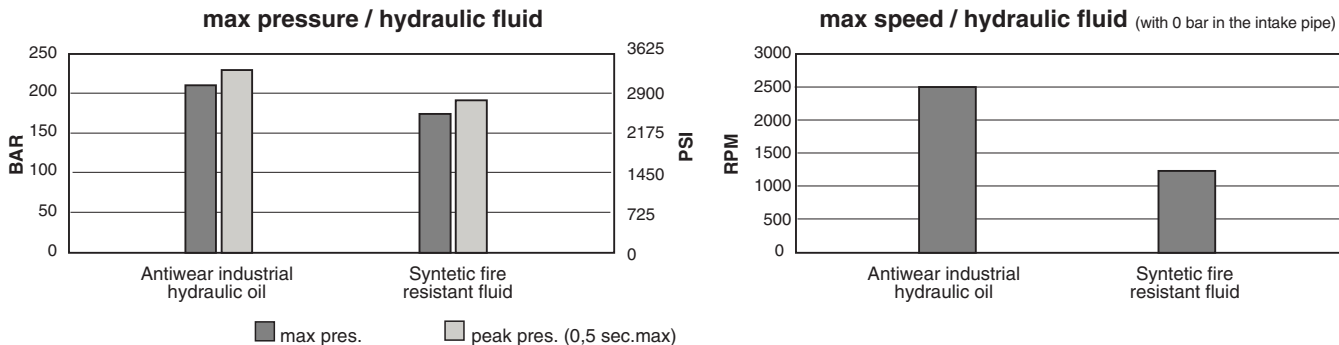 max pressure / hydraulic fluid
250
200
150
100
50
0
BAR
3625
2900
2175
1450
725
0
PSI
Antiwear industrial
hydraulic oil
Syntetic fire
resistant fluid
max pres.
peak pres. (0,5 sec.max)
max speed / hydraulic fluid (with 0 bar in the intake pipe)
3000
2500
2000
1500
1000
500
0
RPM
Antiwear industrial
hydraulic oil
Syntetic fire
resistant fluid